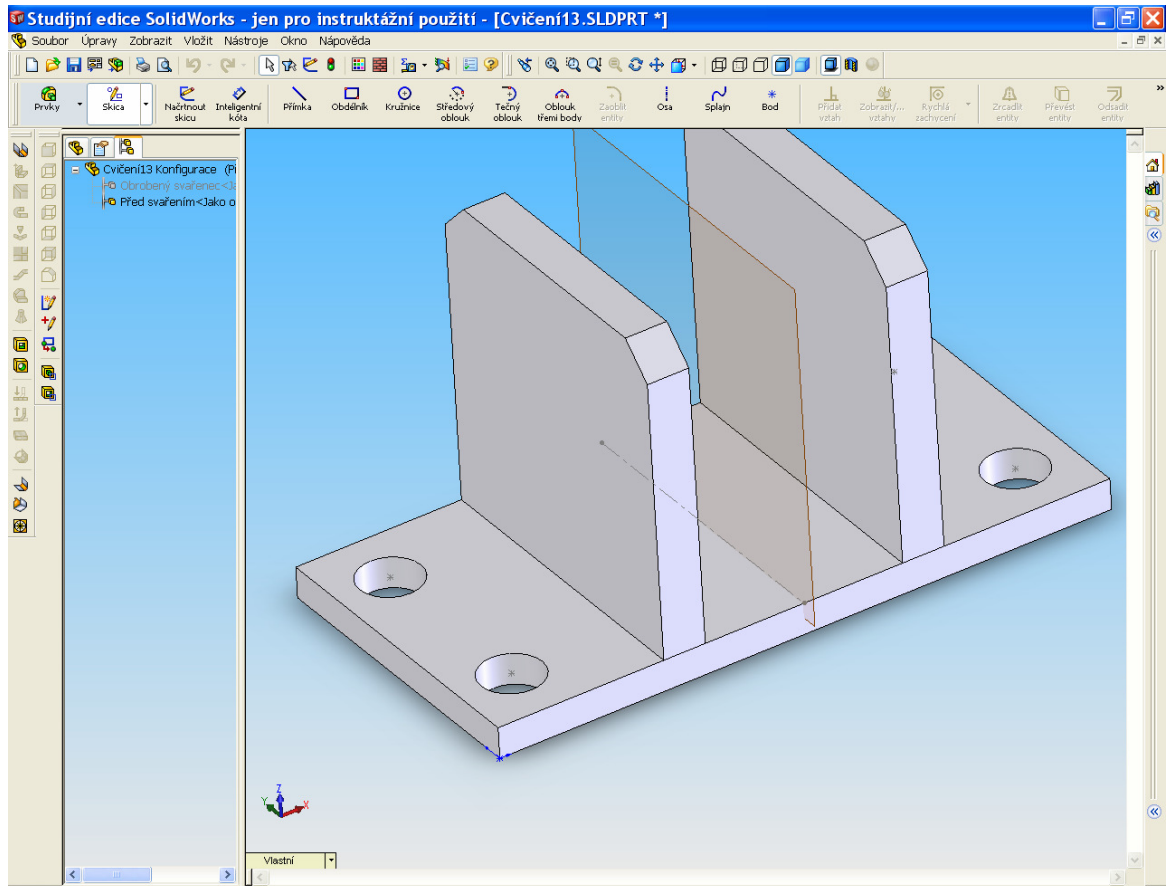 Studijní edice SolidWorks - jen pro instruktážní použití - [Cvičení13.SLDPRT *]
Soubor Úpravy Zobrazit Vložit Nástroje Okno Nápověda
Prvky Skica Načrtnout skicu Inteligentní kóta Přímka Obdélník Kružnice Středový oblouk Tečný oblouk Oblouk třemi body Zaoblit entity Osa Splajn Bod Přidat vztah Zobrazit/... vztahy Rychlá zachycení Zrcadlit entity Převést entity Odsadit entity
Cvičení13 Konfigurace (Pi
Obrobený svařenec<Ja
Před svařením<Jako o
Z
Y
X
Vlastní